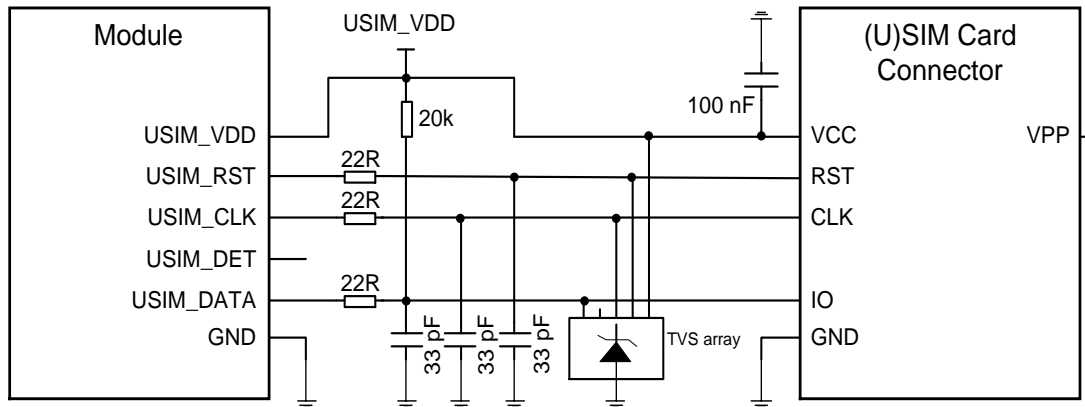 Module
USIM_VDD
(U)SIM Card
Connector
100 nF
20k
USIM_VDD
VCC
VPP
22R
USIM_RST
RST
22R
USIM_CLK
CLK
USIM_DET
22R
USIM_DATA
IO
GND
33 pF
33 pF
33 pF
TVS array
GND